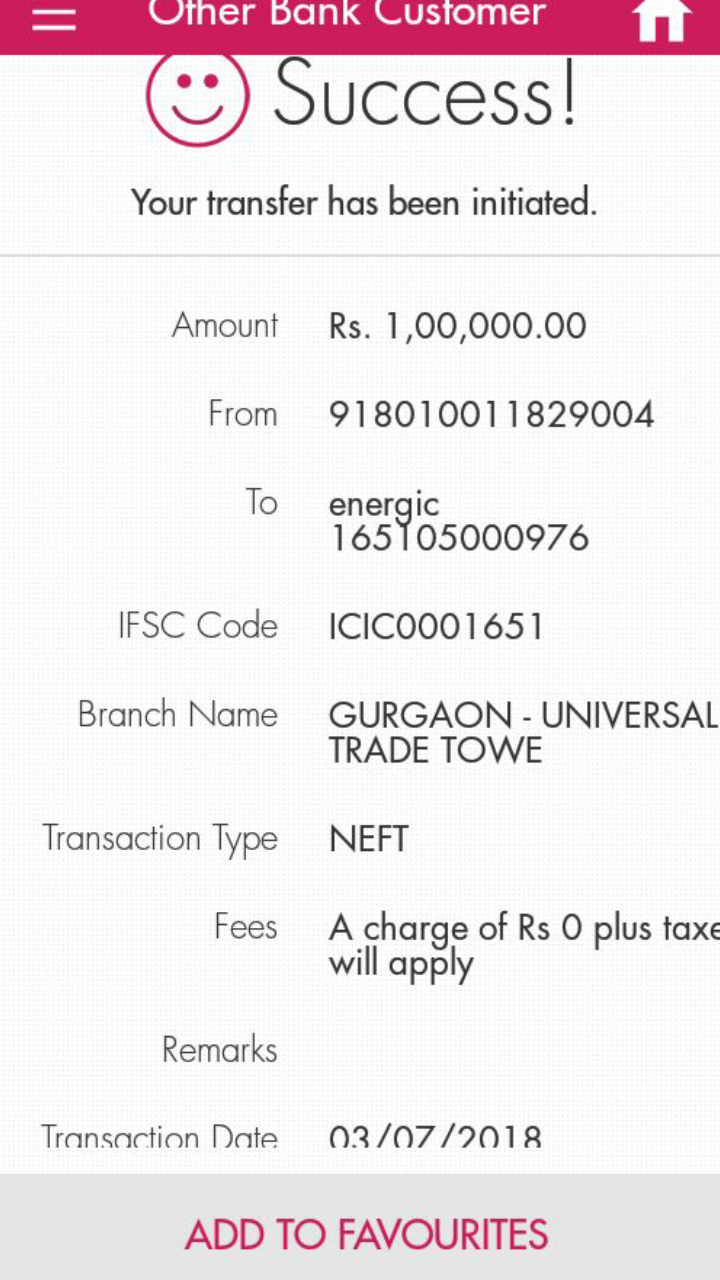 Other Bank Customer
Success!
Your transfer has been initiated.
Amount Rs. 1,00,000.00
From 918010011829004
To energic
165105000976
IFSC Code ICIC0001651
Branch Name GURGAON - UNIVERSAL
TRADE TOWE
Transaction Type NEFT
Fees A charge of Rs 0 plus taxe
will apply
Remarks
Transaction Date 03/07/2018
ADD TO FAVOURITES